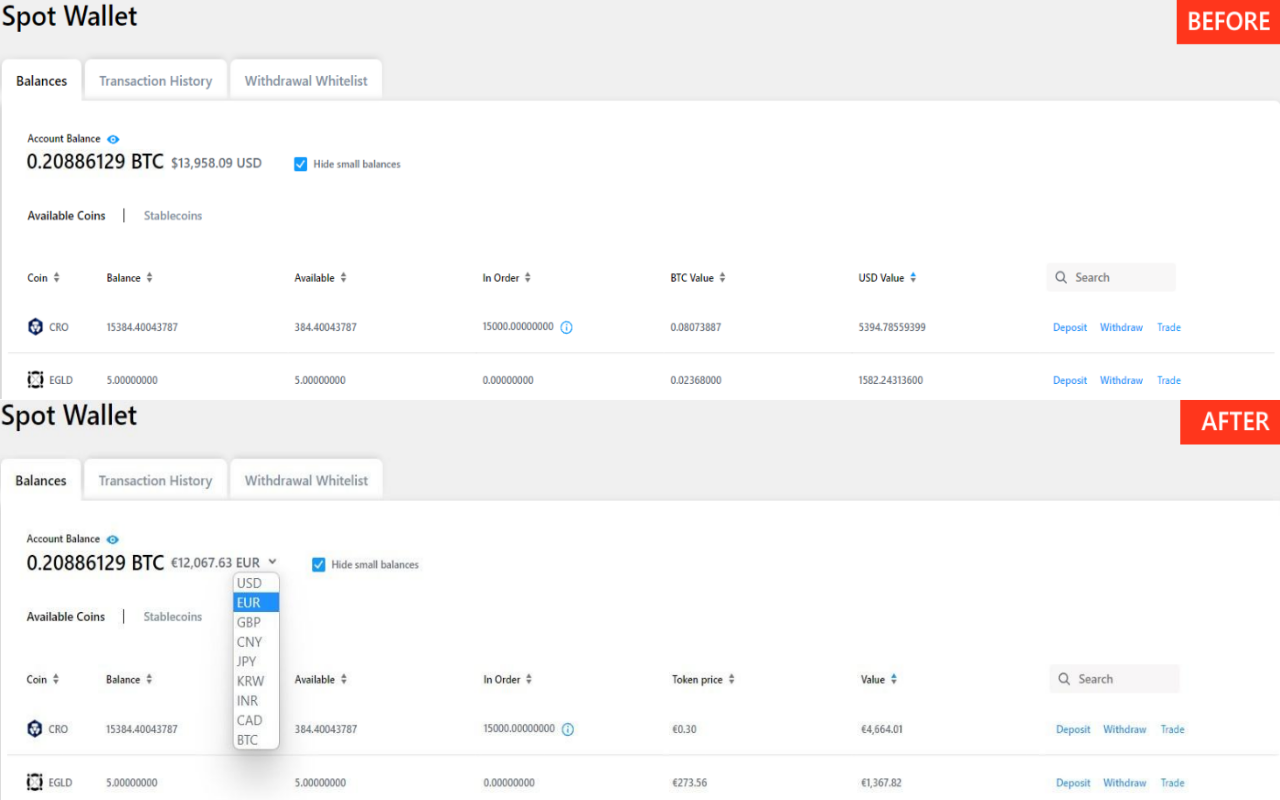 Spot Wallet
BEFORE
Balances Transaction History Withdrawal Whitelist
Account Balance
0.20886129 BTC $13,958.09 USD Hide small balances
Available Coins | Stablecoins
Coin Balance Available In Order BTC Value USD Value Search
CRO 15384.40043787 384.40043787 15000.00000000 0.08073887 5394.78559399 Deposit Withdraw Trade
EGLD 5.00000000 5.00000000 0.00000000 0.02368000 1582.24313600 Deposit Withdraw Trade
Spot Wallet
AFTER
Balances Transaction History Withdrawal Whitelist
Account Balance
0.20886129 BTC €12,067.63 EUR Hide small balances
USD
EUR
GBP
CNY
JPY
KRW
INR
CAD
BTC
Available Coins | Stablecoins
Coin Balance Available In Order Token price Value Search
CRO 15384.40043787 384.40043787 15000.00000000 €0.30 €4,664.01 Deposit Withdraw Trade
EGLD 5.00000000 5.00000000 0.00000000 €273.56 €1,367.82 Deposit Withdraw Trade